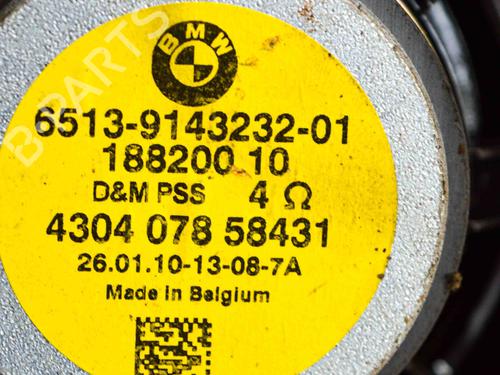 BMW
6513-9143232-01
188200 10
D&M PSS 4 Ω
4304 078 58431
26.01.10-13-08-7A
Made in Belgium
B-PARTS